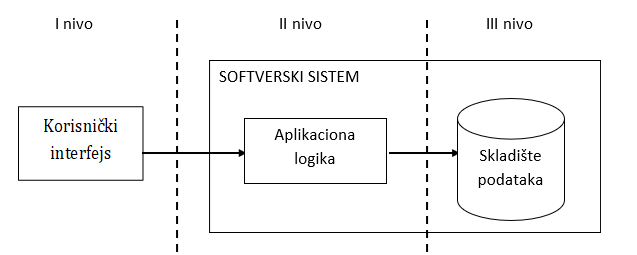 I nivo
II nivo
III nivo
SOFTVERSKI SISTEM
Korisnički
interfejs
Aplikaciona
logika
Skladište
podataka